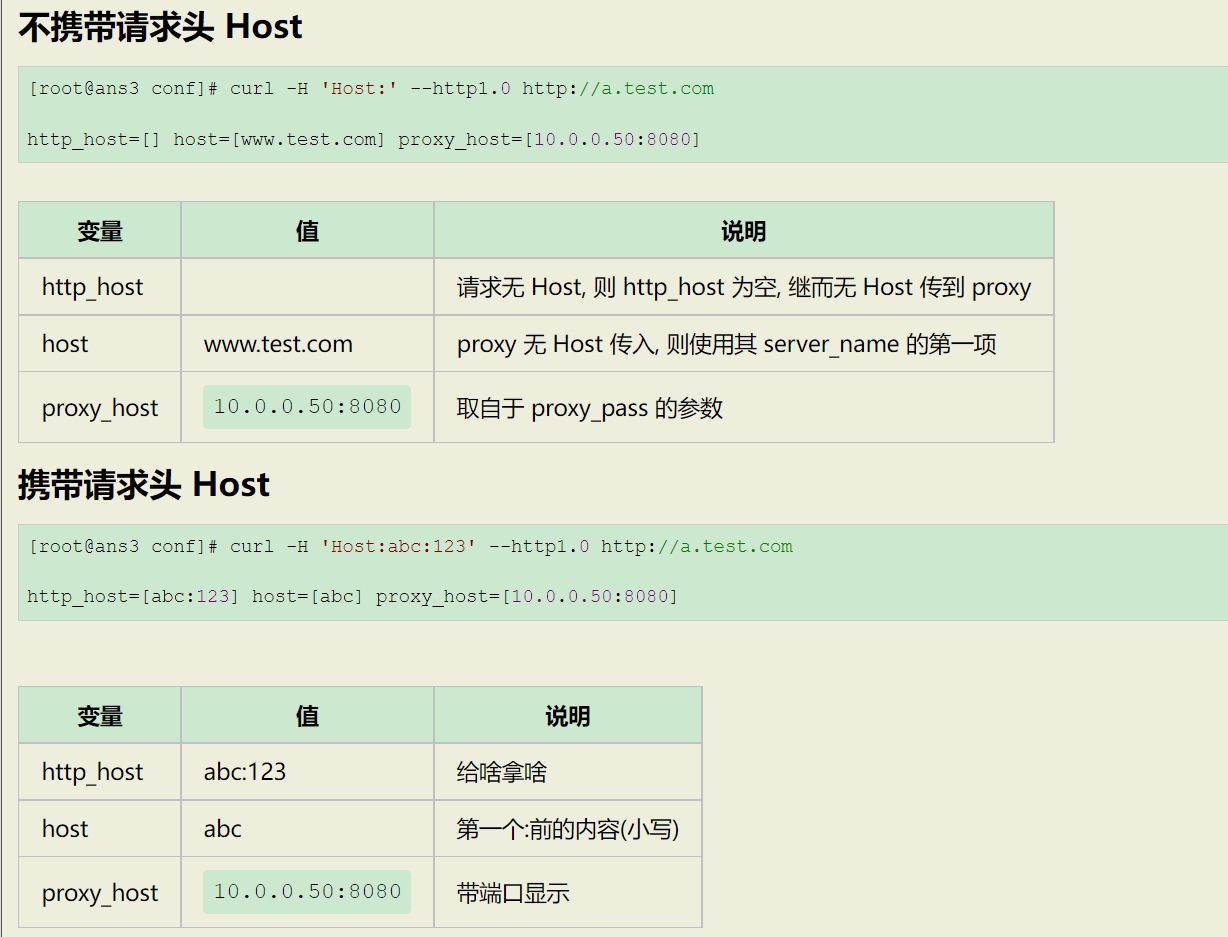 不携带请求头 Host
[root@ans3 conf]# curl -H 'Host:' --http1.0 http://a.test.com
http_host=[] host=[www.test.com] proxy_host=[10.0.0.50:8080]
变量 值 说明
http_host 请求无 Host, 则 http_host 为空, 继而无 Host 传到 proxy
host www.test.com proxy 无 Host 传入, 则使用其 server_name 的第一项
proxy_host 10.0.0.50:8080 取自于 proxy_pass 的参数
携带请求头 Host
[root@ans3 conf]# curl -H 'Host:abc:123' --http1.0 http://a.test.com
http_host=[abc:123] host=[abc] proxy_host=[10.0.0.50:8080]
变量 值 说明
http_host abc:123 给啥拿啥
host abc 第一个:前的内容(小写)
proxy_host 10.0.0.50:8080 带端口显示